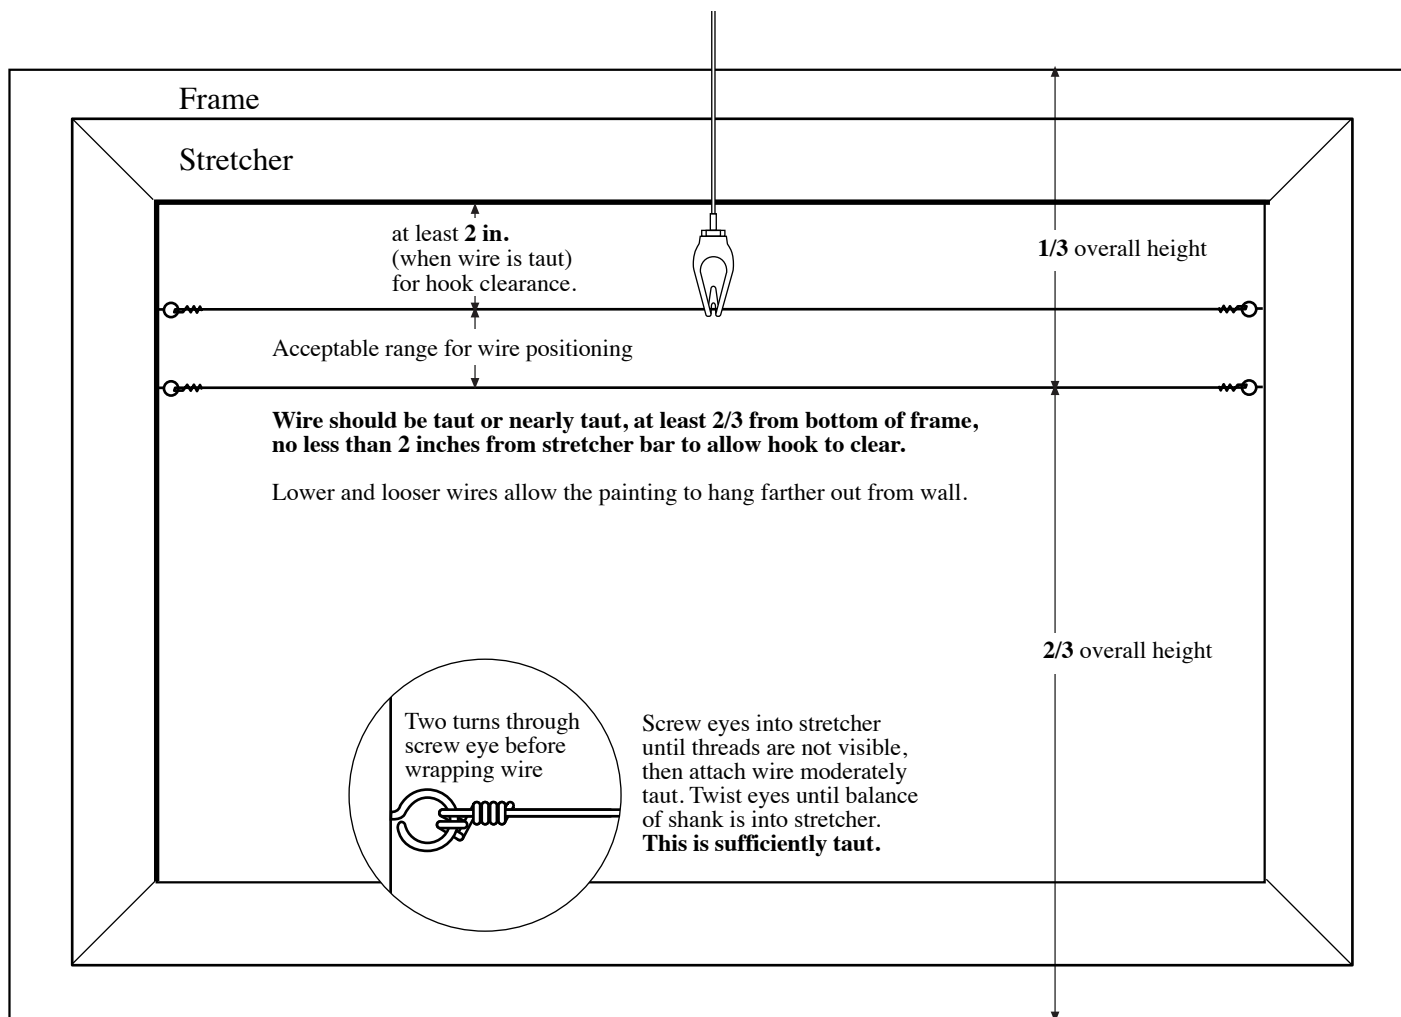 Frame
Stretcher
at least 2 in.
(when wire is taut)
for hook clearance.
1/3 overall height
Acceptable range for wire positioning
Wire should be taut or nearly taut, at least 2/3 from bottom of frame,
no less than 2 inches from stretcher bar to allow hook to clear.
Lower and looser wires allow the painting to hang farther out from wall.
2/3 overall height
Two turns through
screw eye before
wrapping wire
Screw eyes into stretcher
until threads are not visible,
then attach wire moderately
taut. Twist eyes until balance
of shank is into stretcher.
This is sufficiently taut.